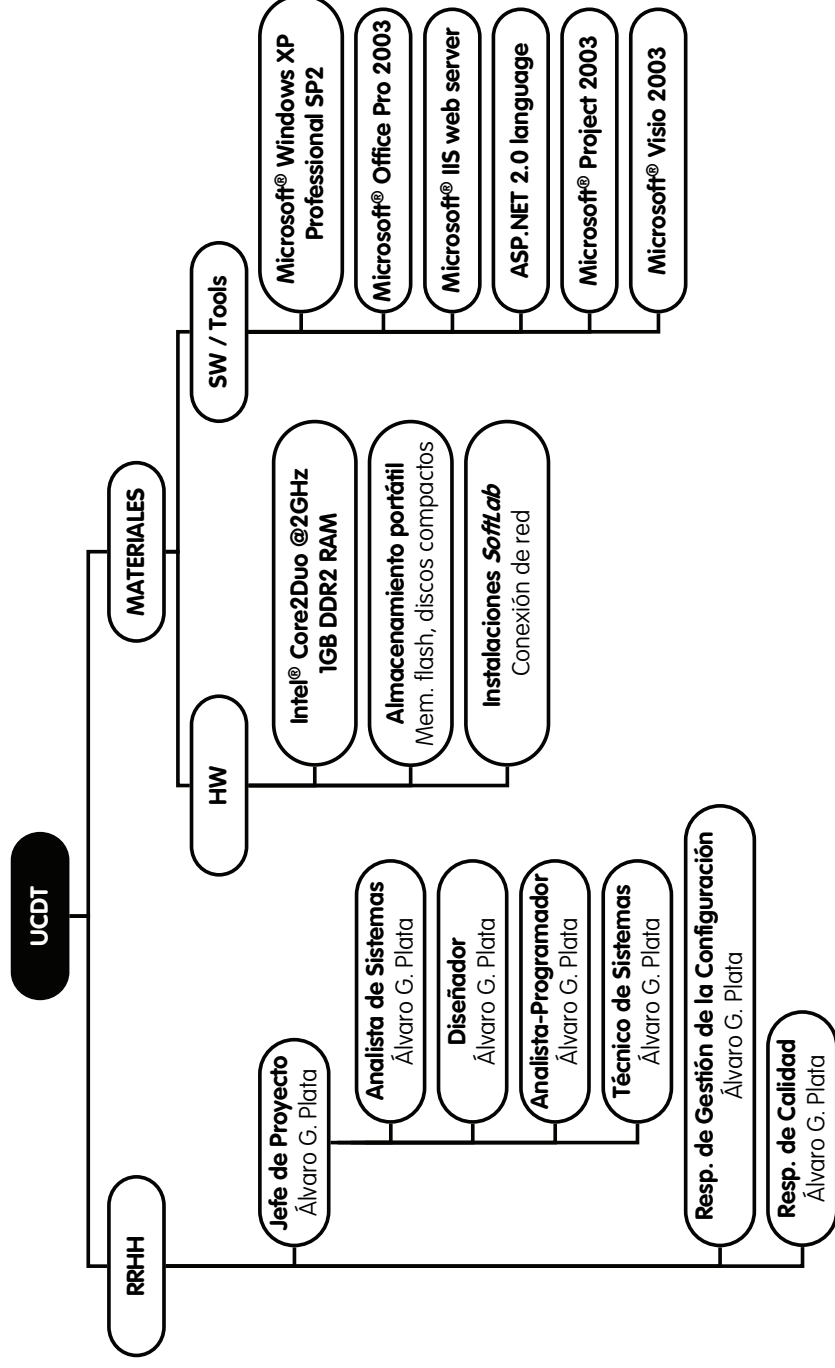 UCDT
RRHH
Jefe de Proyecto
Álvaro G. Plata
Analista de Sistemas
Álvaro G. Plata
Diseñador
Álvaro G. Plata
Analista-Programador
Álvaro G. Plata
Técnico de Sistemas
Álvaro G. Plata
Resp. de Gestión de la Configuración
Álvaro G. Plata
Resp. de Calidad
Álvaro G. Plata
MATERIALES
HW
Intel® Core2Duo @2GHz
1GB DDR2 RAM
Almacenamiento portátil
Mem. flash, discos compactos
Instalaciones SoftLab
Conexión de red
SW / Tools
Microsoft® Windows XP
Professional SP2
Microsoft® Office Pro 2003
Microsoft® IIS web server
ASP.NET 2.0 language
Microsoft® Project 2003
Microsoft® Visio 2003